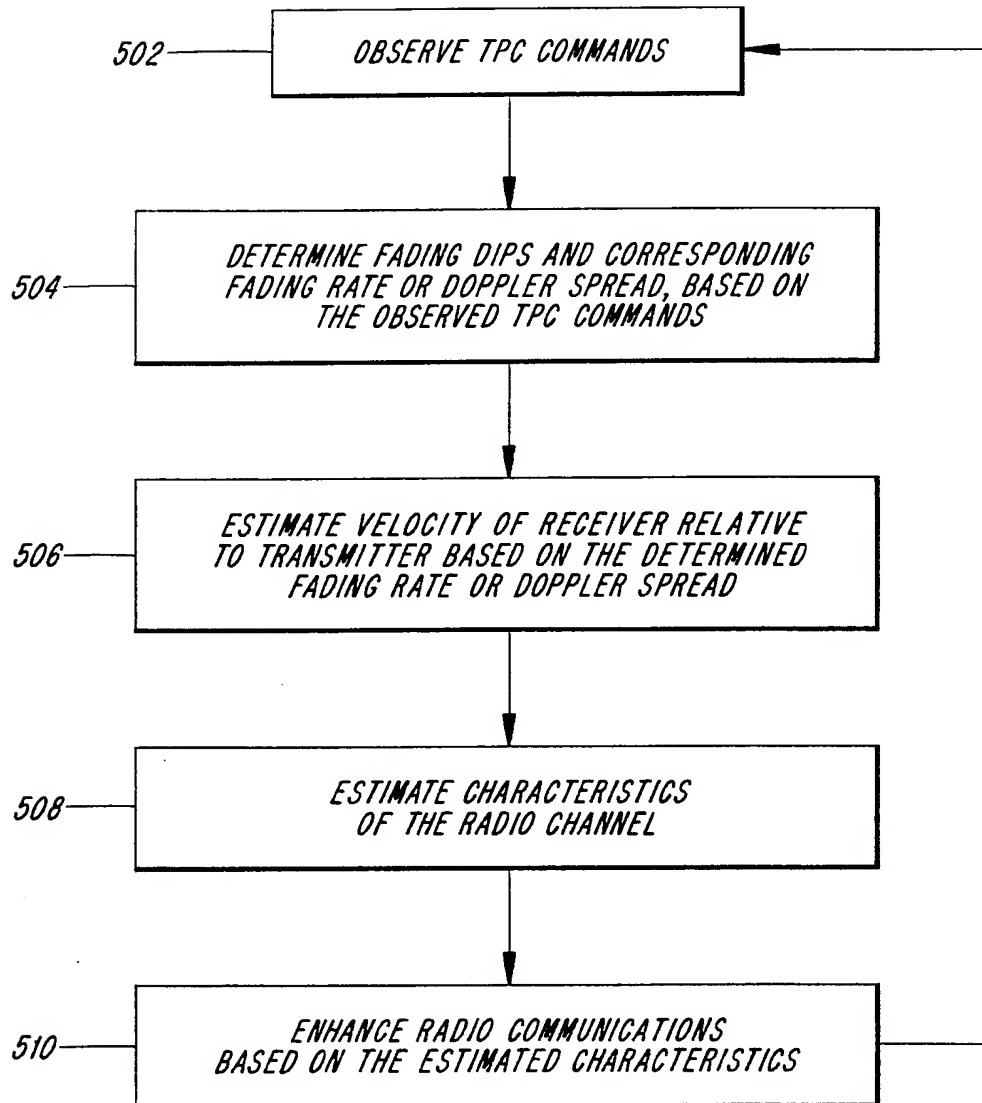 502
OBSERVE TPC COMMANDS
504
DETERMINE FADING DIPS AND CORRESPONDING
FADING RATE OR DOPPLER SPREAD, BASED ON
THE OBSERVED TPC COMMANDS
506
ESTIMATE VELOCITY OF RECEIVER RELATIVE
TO TRANSMITTER BASED ON THE DETERMINED
FADING RATE OR DOPPLER SPREAD
508
ESTIMATE CHARACTERISTICS
OF THE RADIO CHANNEL
510
ENHANCE RADIO COMMUNICATIONS
BASED ON THE ESTIMATED CHARACTERISTICS